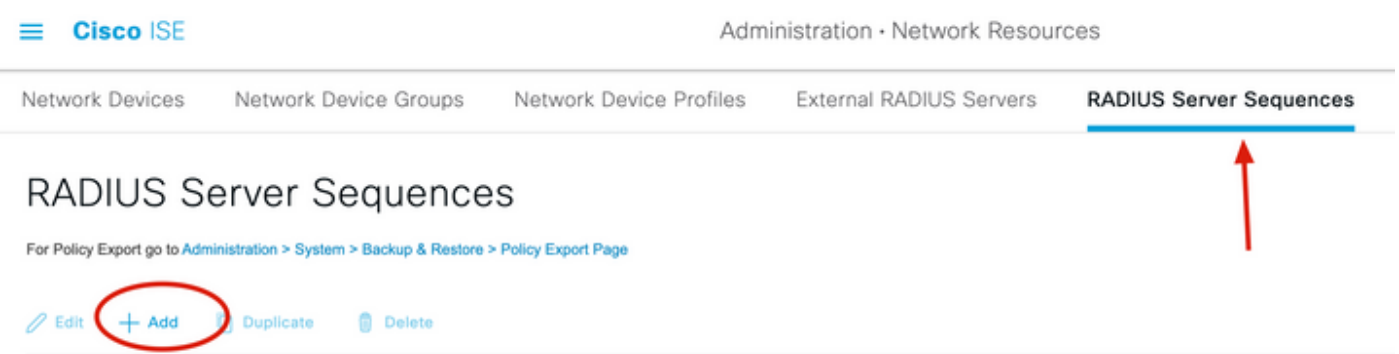 Cisco ISE
Administration · Network Resources
Network Devices Network Device Groups Network Device Profiles External RADIUS Servers RADIUS Server Sequences
RADIUS Server Sequences
For Policy Export go to Administration > System > Backup & Restore > Policy Export Page
Edit Add Duplicate Delete